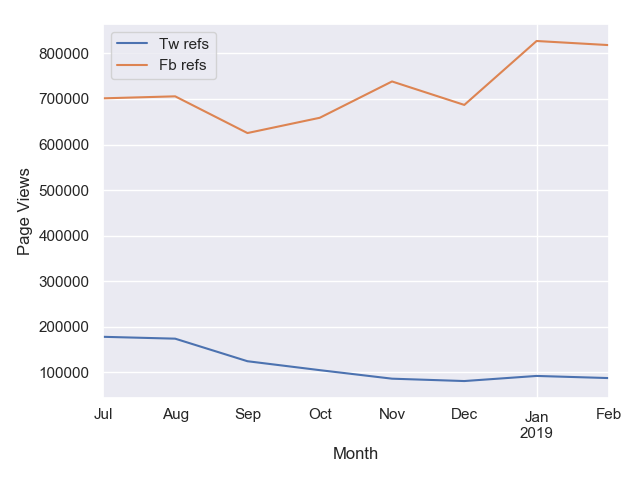 Tw refs
Fb refs
800000
700000
600000
500000
400000
300000
200000
100000
Page Views
Jul Aug Sep Oct Nov Dec Jan Feb
2019
Month